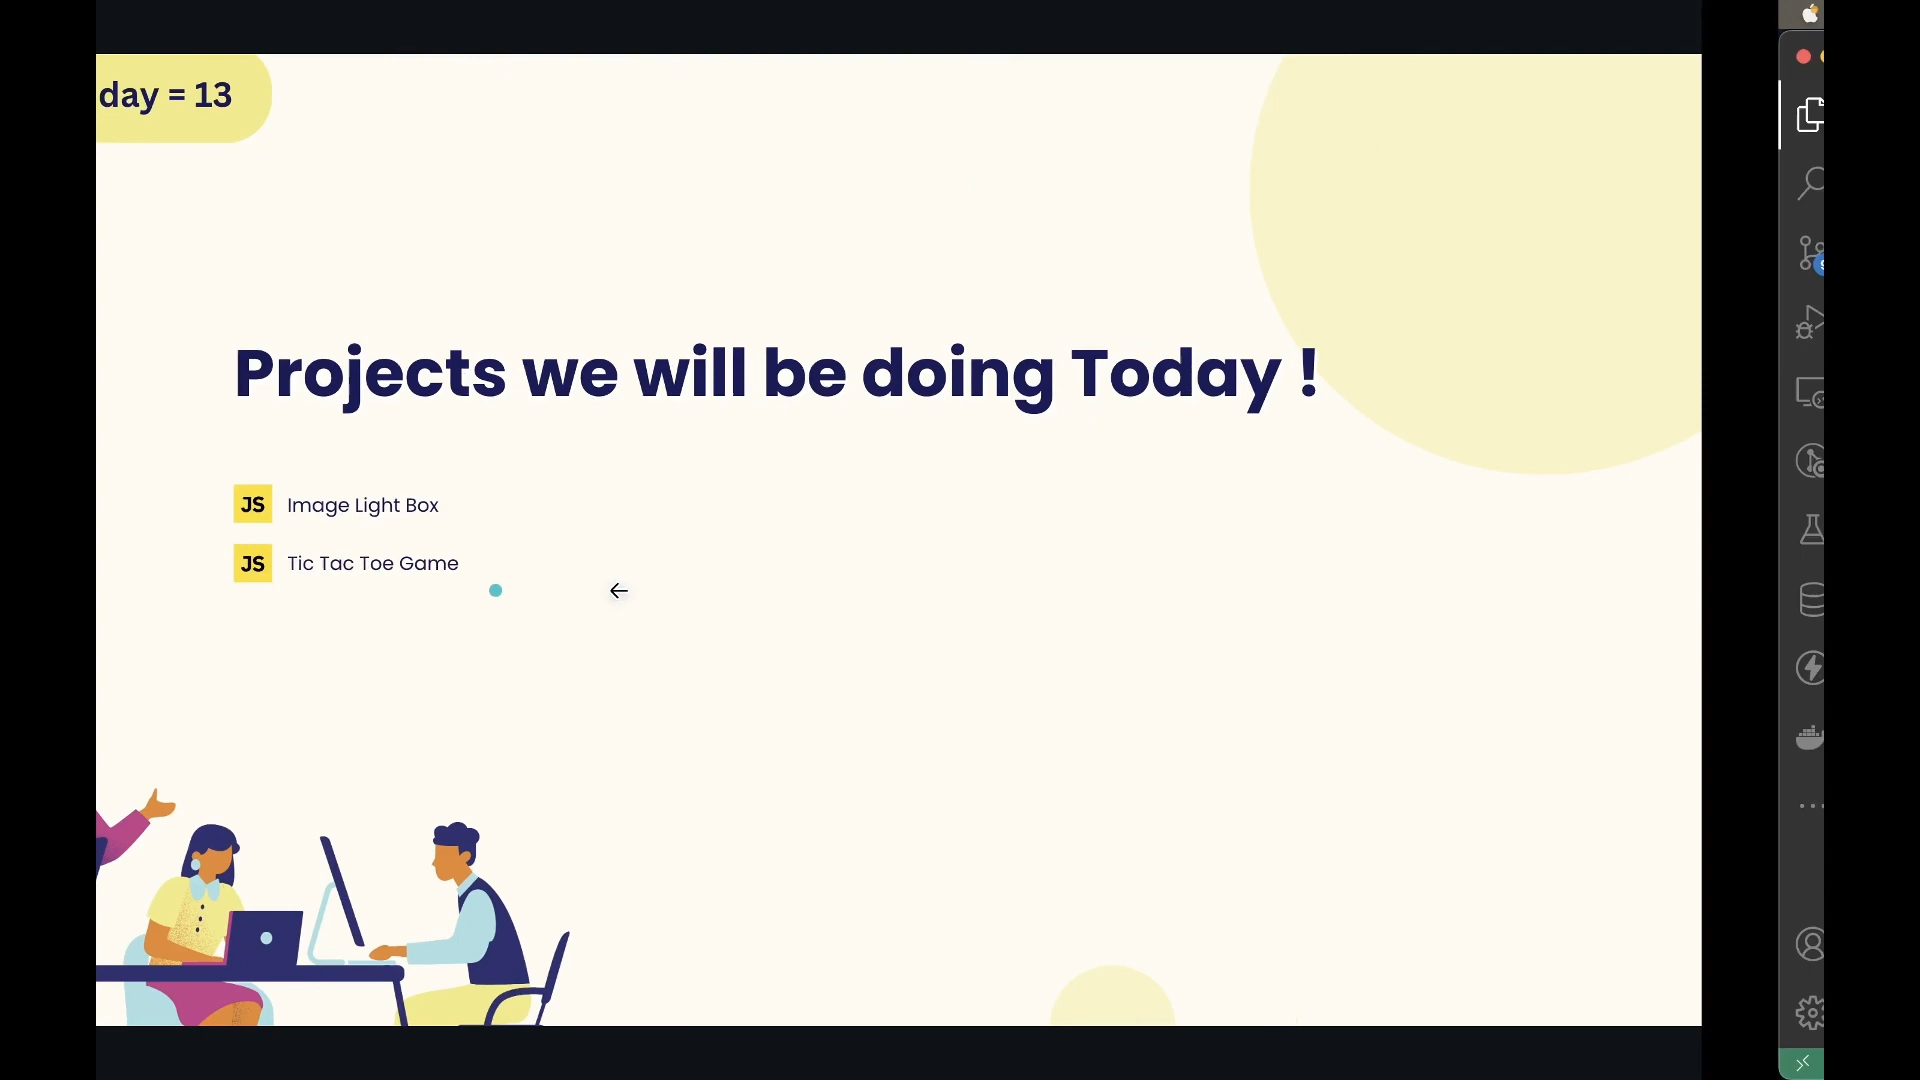 day = 13
Projects we will be doing Today !
JS Image Light Box
JS Tic Tac Toe Game